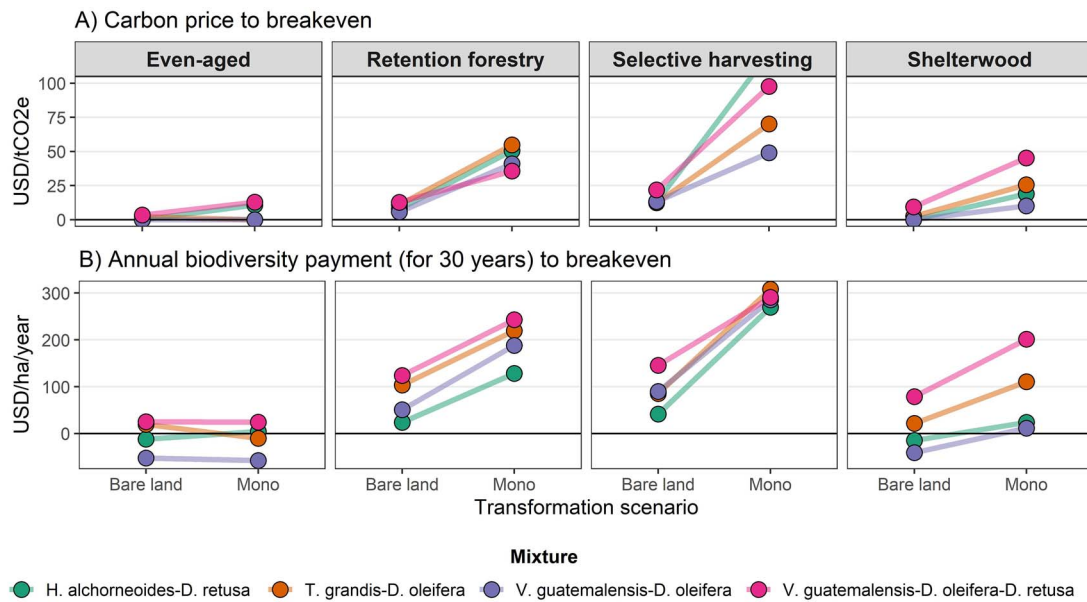 A) Carbon price to breakeven
Even-aged Retention forestry Selective harvesting Shelterwood
USD/tCO2e
100
75
50
25
0
B) Annual biodiversity payment (for 30 years) to breakeven
USD/ha/year
300
200
100
0
Bare land Mono Bare land Mono Bare land Mono Bare land Mono
Transformation scenario
Mixture
H. alchorneoides-D. retusa T. grandis-D. oleifera V. guatemalensis-D. oleifera V. guatemalensis-D. oleifera-D. retusa